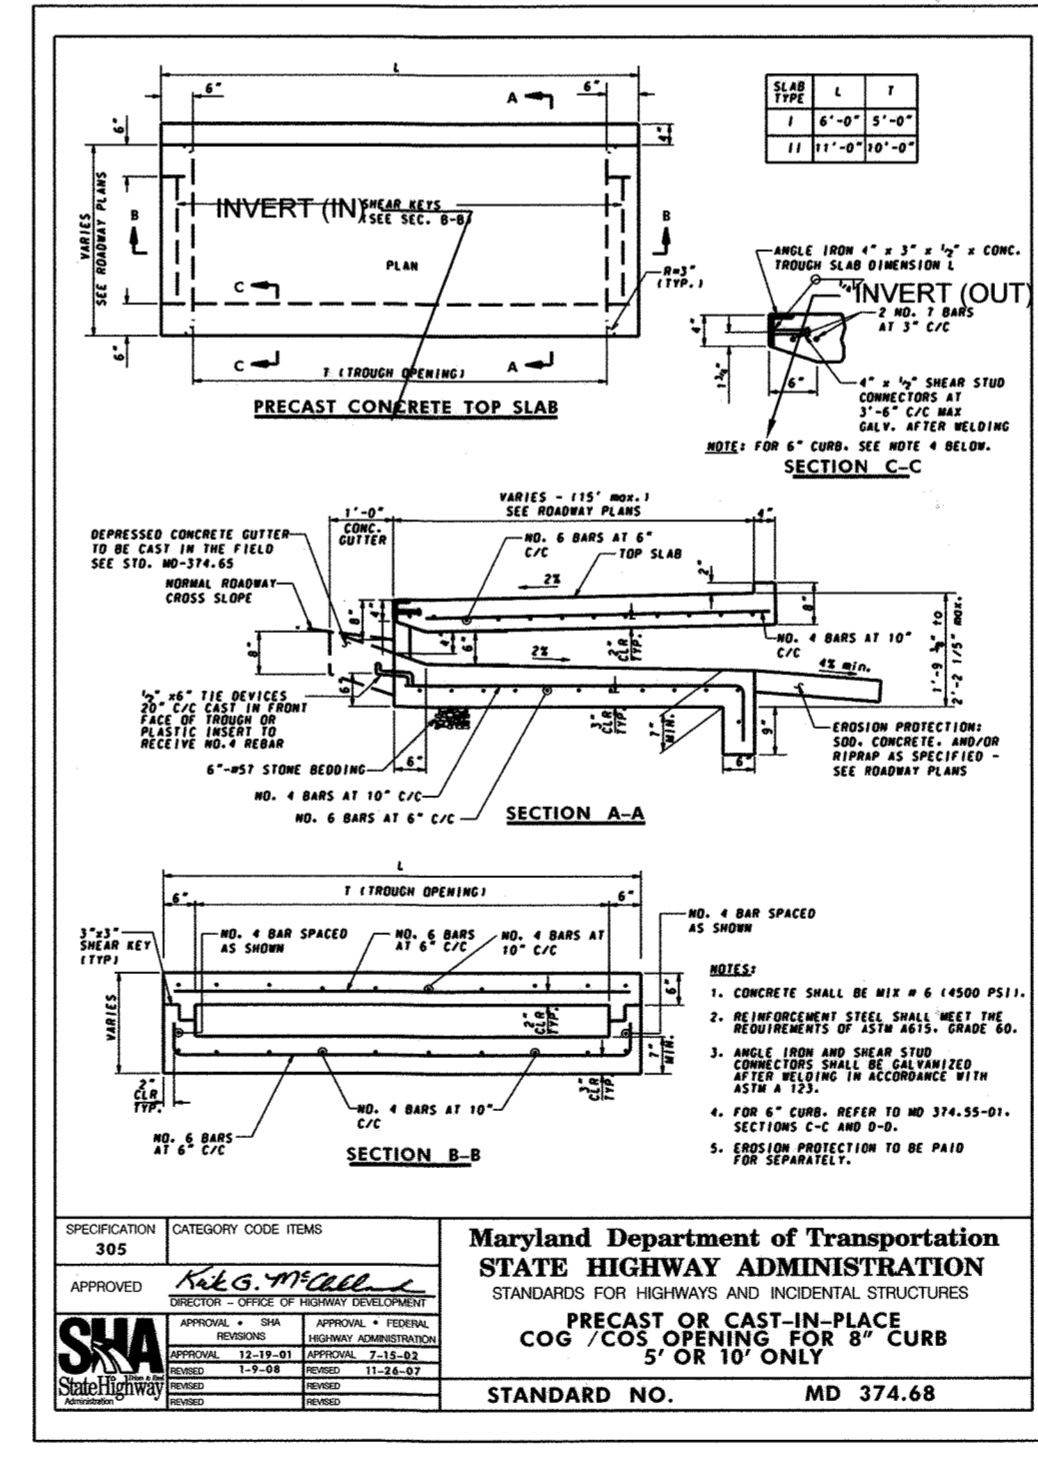 L
6"
6"
A
6"
4"
SLAB TYPE L T
I 6'-0" 5'-0"
II 11'-0" 10'-0"
VARIES
SEE ROADWAY PLANS
B
INVERT (IN)
SHEAR KEYS
(SEE SEC. B-B)
B
PLAN
R=3"
(TYP.)
C
6"
C
A
T (TROUGH OPENING)
PRECAST CONCRETE TOP SLAB
ANGLE IRON 4" x 3" x ½" x CONC.
TROUGH SLAB DIMENSION L
INVERT (OUT)
2 NO. 7 BARS
AT 3" C/C
4"
6"
4" x ½" SHEAR STUD
CONNECTORS AT
3'-6" C/C MAX
GALV. AFTER WELDING
NOTE: FOR 6" CURB. SEE NOTE 4 BELOW.
SECTION C-C
VARIES - (15' max.)
SEE ROADWAY PLANS
1'-0"
CONC.
GUTTER
4"
DEPRESSED CONCRETE GUTTER
TO BE CAST IN THE FIELD
SEE STD. MD-374.65
NO. 6 BARS AT 6"
C/C
TOP SLAB
NORMAL ROADWAY
CROSS SLOPE
2%
2"
8"
8"
4"
8"
4"
6"
2"
CLR
TYP.
NO. 4 BARS AT 10"
C/C
2%
4% min.
1'-9 ¾" to
2'-2 1/5" max.
½" x6" TIE DEVICES
20" C/C CAST IN FRONT
FACE OF TROUGH OR
PLASTIC INSERT TO
RECEIVE NO.4 REBAR
6"
3"
CLR
TYP.
7"
MIN.
9"
EROSION PROTECTION:
SOD. CONCRETE. AND/OR
RIPRAP AS SPECIFIED -
SEE ROADWAY PLANS
6"-#57 STONE BEDDING
6"
6"
NO. 4 BARS AT 10" C/C
NO. 6 BARS AT 6" C/C
SECTION A-A
L
T (TROUGH OPENING)
6"
6"
3"x3"
SHEAR KEY
(TYP)
NO. 4 BAR SPACED
AS SHOWN
NO. 6 BARS
AT 6" C/C
NO. 4 BARS AT
10" C/C
NO. 4 BAR SPACED
AS SHOWN
VARIES
6"
2"
CLR
TYP.
7"
MIN.
3"
CLR
TYP.
2"
CLR
TYP.
NO. 4 BARS AT 10"
C/C
NO. 6 BARS
AT 6" C/C
SECTION B-B
NOTES:
1. CONCRETE SHALL BE MIX # 6 (4500 PSI).
2. REINFORCEMENT STEEL SHALL MEET THE
REQUIREMENTS OF ASTM A615. GRADE 60.
3. ANGLE IRON AND SHEAR STUD
CONNECTORS SHALL BE GALVANIZED
AFTER WELDING IN ACCORDANCE WITH
ASTM A 123.
4. FOR 6" CURB. REFER TO MD 374.55-01.
SECTIONS C-C AND D-D.
5. EROSION PROTECTION TO BE PAID
FOR SEPARATELY.
SPECIFICATION
305
CATEGORY CODE ITEMS
APPROVED
Kirk G. McClelland
DIRECTOR - OFFICE OF HIGHWAY DEVELOPMENT
SHA
State Highway
Administration
APPROVAL • SHA
REVISIONS
APPROVAL • FEDERAL
HIGHWAY ADMINISTRATION
APPROVAL 12-19-01
APPROVAL 7-15-02
REVISED 1-9-08
REVISED 11-26-07
REVISED
REVISED
REVISED
REVISED
Maryland Department of Transportation
STATE HIGHWAY ADMINISTRATION
STANDARDS FOR HIGHWAYS AND INCIDENTAL STRUCTURES
PRECAST OR CAST-IN-PLACE
COG /COS OPENING FOR 8" CURB
5' OR 10' ONLY
STANDARD NO. MD 374.68